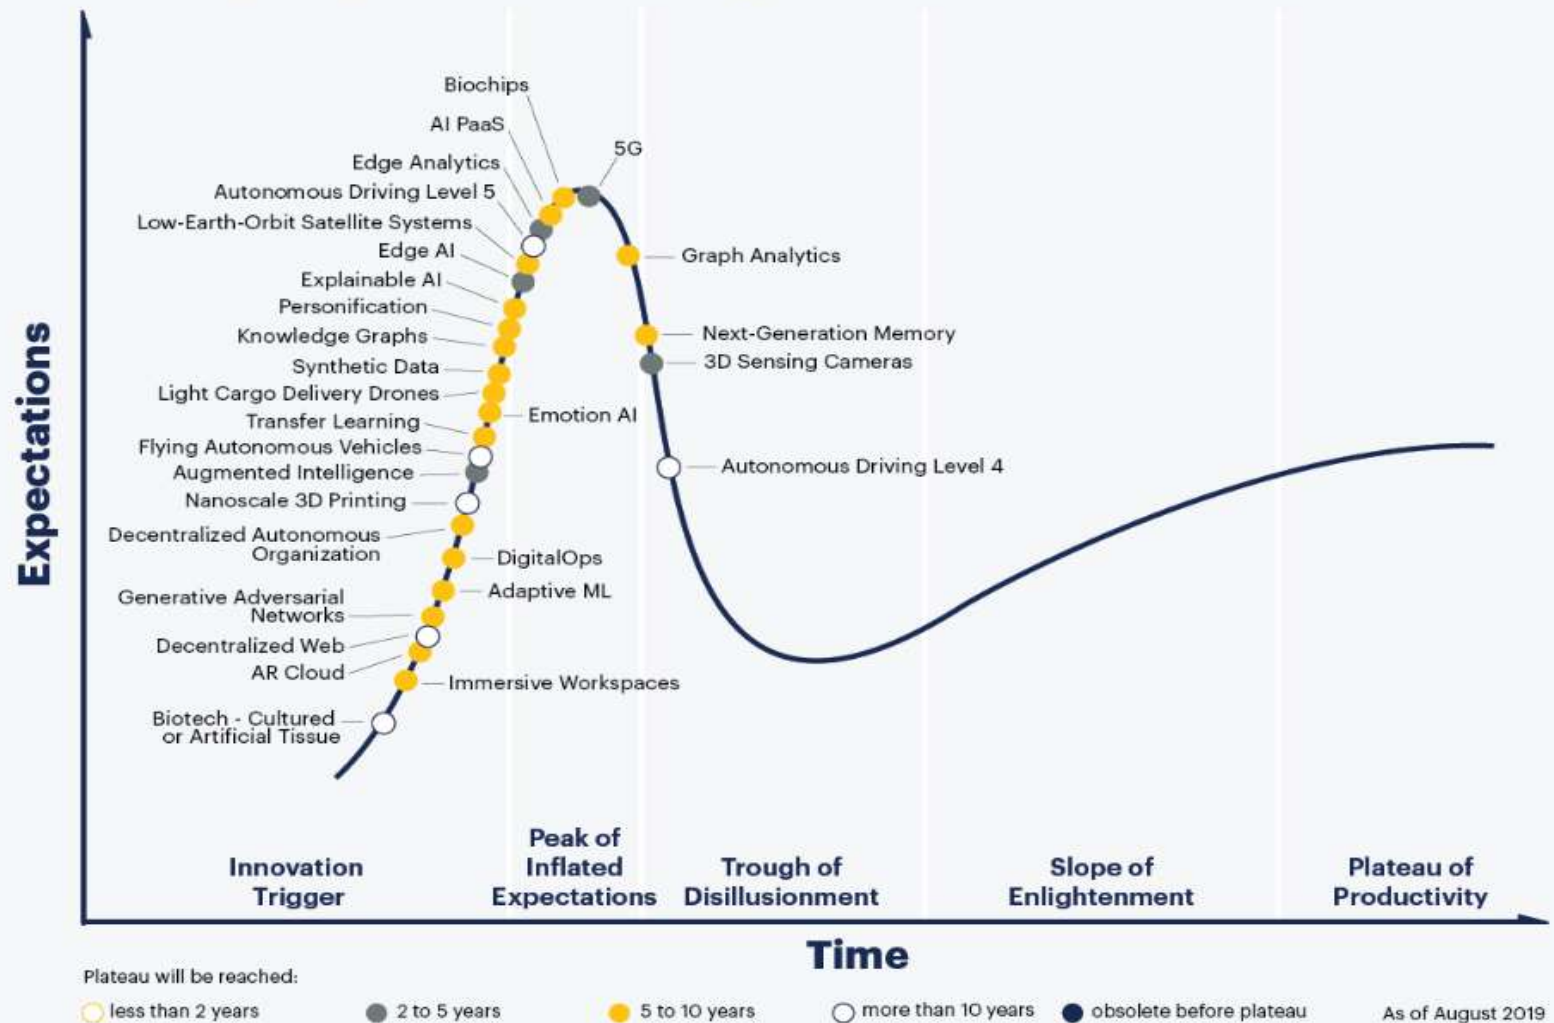 Biochips
AI PaaS
5G
Edge Analytics
Autonomous Driving Level 5
Low-Earth-Orbit Satellite Systems
Edge AI
Graph Analytics
Explainable AI
Personification
Next-Generation Memory
Knowledge Graphs
3D Sensing Cameras
Synthetic Data
Light Cargo Delivery Drones
Emotion AI
Transfer Learning
Flying Autonomous Vehicles
Autonomous Driving Level 4
Augmented Intelligence
Nanoscale 3D Printing
Decentralized Autonomous
Organization
DigitalOps
Adaptive ML
Generative Adversarial
Networks
Decentralized Web
AR Cloud
Immersive Workspaces
Biotech - Cultured
or Artificial Tissue
Expectations
Innovation
Trigger
Peak of
Inflated
Expectations
Trough of
Disillusionment
Slope of
Enlightenment
Plateau of
Productivity
Time
Plateau will be reached:
less than 2 years
2 to 5 years
5 to 10 years
more than 10 years
obsolete before plateau
As of August 2019